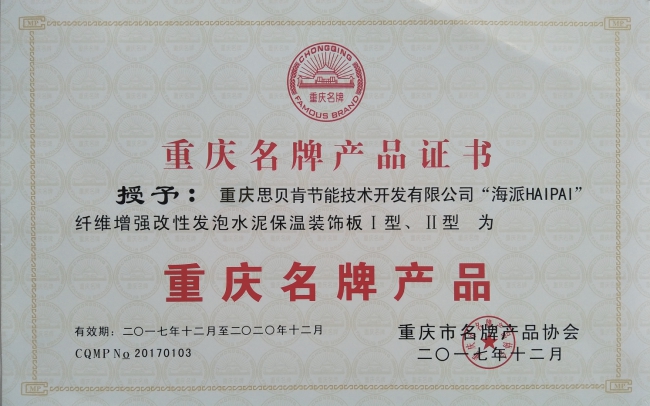 CHONGQING
重庆名牌
FAMOUS BRAND
重庆名牌产品证书
授予：重庆思贝肯节能技术开发有限公司“海派HAIPAI”
纤维增强改性发泡水泥保温装饰板Ⅰ型、Ⅱ型 为
重庆名牌产品
有效期：二〇一七年十二月至二〇二〇年十二月
CQMP No 20170103
重庆市名牌产品协会
二〇一七年十二月